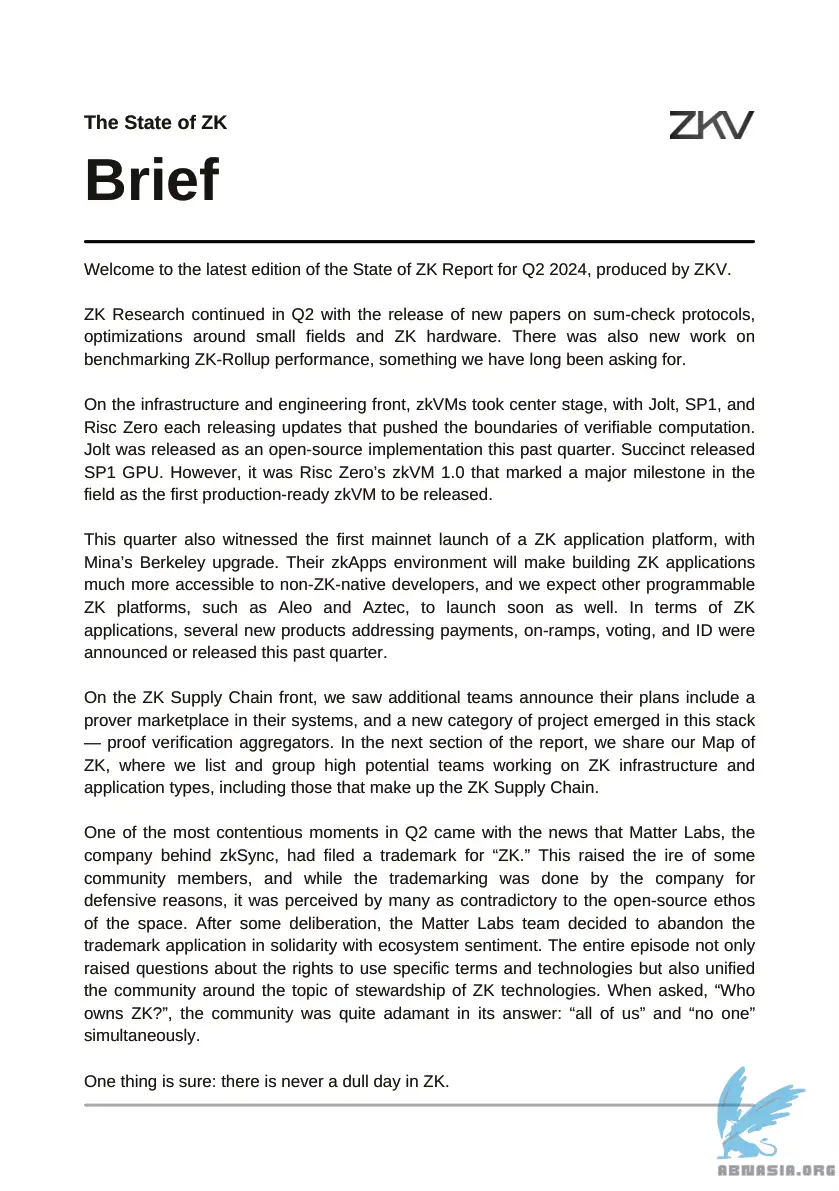 The State of ZK
ZKV
Brief
Welcome to the latest edition of the State of ZK Report for Q2 2024, produced by ZKV.
ZK Research continued in Q2 with the release of new papers on sum-check protocols,
optimizations around small fields and ZK hardware. There was also new work on
benchmarking ZK-Rollup performance, something we have long been asking for.
On the infrastructure and engineering front, zkVMs took center stage, with Jolt, SP1, and
Risc Zero each releasing updates that pushed the boundaries of verifiable computation.
Jolt was released as an open-source implementation this past quarter. Succinct released
SP1 GPU. However, it was Risc Zero’s zkVM 1.0 that marked a major milestone in the
field as the first production-ready zkVM to be released.
This quarter also witnessed the first mainnet launch of a ZK application platform, with
Mina’s Berkeley upgrade. Their zkApps environment will make building ZK applications
much more accessible to non-ZK-native developers, and we expect other programmable
ZK platforms, such as Aleo and Aztec, to launch soon as well. In terms of ZK
applications, several new products addressing payments, on-ramps, voting, and ID were
announced or released this past quarter.
On the ZK Supply Chain front, we saw additional teams announce their plans include a
prover marketplace in their systems, and a new category of project emerged in this stack
— proof verification aggregators. In the next section of the report, we share our Map of
ZK, where we list and group high potential teams working on ZK infrastructure and
application types, including those that make up the ZK Supply Chain.
One of the most contentious moments in Q2 came with the news that Matter Labs, the
company behind zkSync, had filed a trademark for “ZK.” This raised the ire of some
community members, and while the trademarking was done by the company for
defensive reasons, it was perceived by many as contradictory to the open-source ethos
of the space. After some deliberation, the Matter Labs team decided to abandon the
trademark application in solidarity with ecosystem sentiment. The entire episode not only
raised questions about the rights to use specific terms and technologies but also unified
the community around the topic of stewardship of ZK technologies. When asked, “Who
owns ZK?”, the community was quite adamant in its answer: “all of us” and “no one”
simultaneously.
One thing is sure: there is never a dull day in ZK.
ABNASIA.ORG